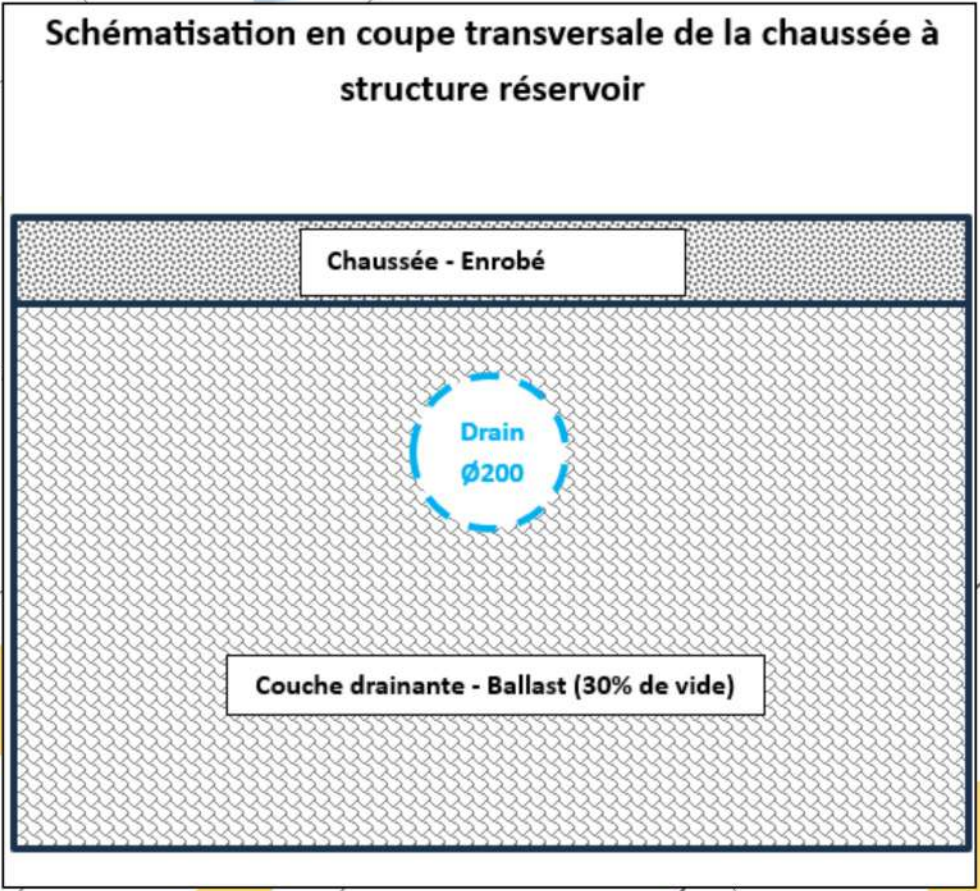 Schématisation en coupe transversale de la chaussée à
structure réservoir
Chaussée - Enrobé
Drain
Ø200
Couche drainante - Ballast (30% de vide)